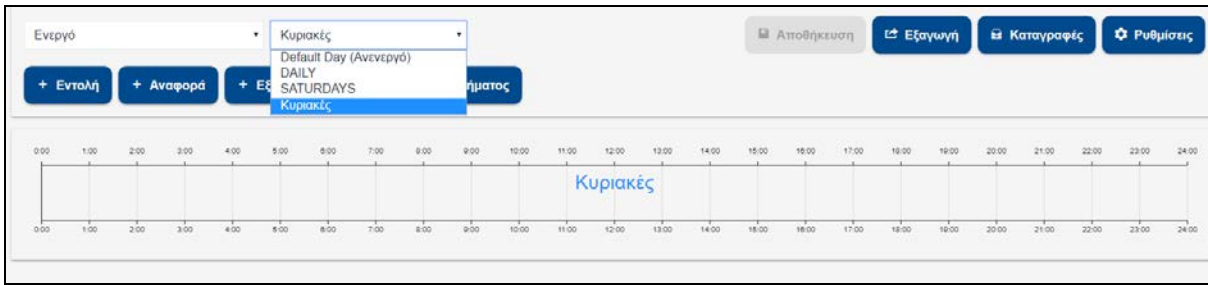 Ενεργό Κυριακές Αποθήκευση Εξαγωγή Καταγραφές Ρυθμίσεις
Default Day (Ανενεργό)
DAILY
SATURDAYS
Κυριακές
+ Εντολή + Αναφορά + Εξ ήματος
0:00 1:00 2:00 3:00 4:00 5:00 6:00 7:00 8:00 9:00 10:00 11:00 12:00 13:00 14:00 15:00 16:00 17:00 18:00 19:00 20:00 21:00 22:00 23:00 24:00
Κυριακές
0:00 1:00 2:00 3:00 4:00 5:00 6:00 7:00 8:00 9:00 10:00 11:00 12:00 13:00 14:00 15:00 16:00 17:00 18:00 19:00 20:00 21:00 22:00 23:00 24:00